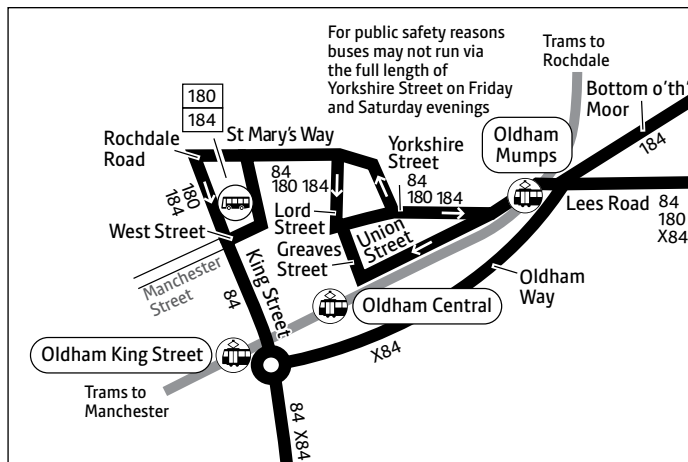 For public safety reasons
buses may not run via
the full length of
Yorkshire Street on Friday
and Saturday evenings
Trams to
Rochdale
180
184
Bottom o'th'
Moor
184
Oldham
Mumps
Rochdale
Road
St Mary's Way
Yorkshire
Street
84
180 184
84
180 184
180
184
Lord
Street
Union
Street
Lees Road
84
180
X84
West Street
Greaves
Street
Manchester
Street
84
King Street
Oldham
Way
Oldham Central
Oldham King Street
X84
Trams to
Manchester
84 X84